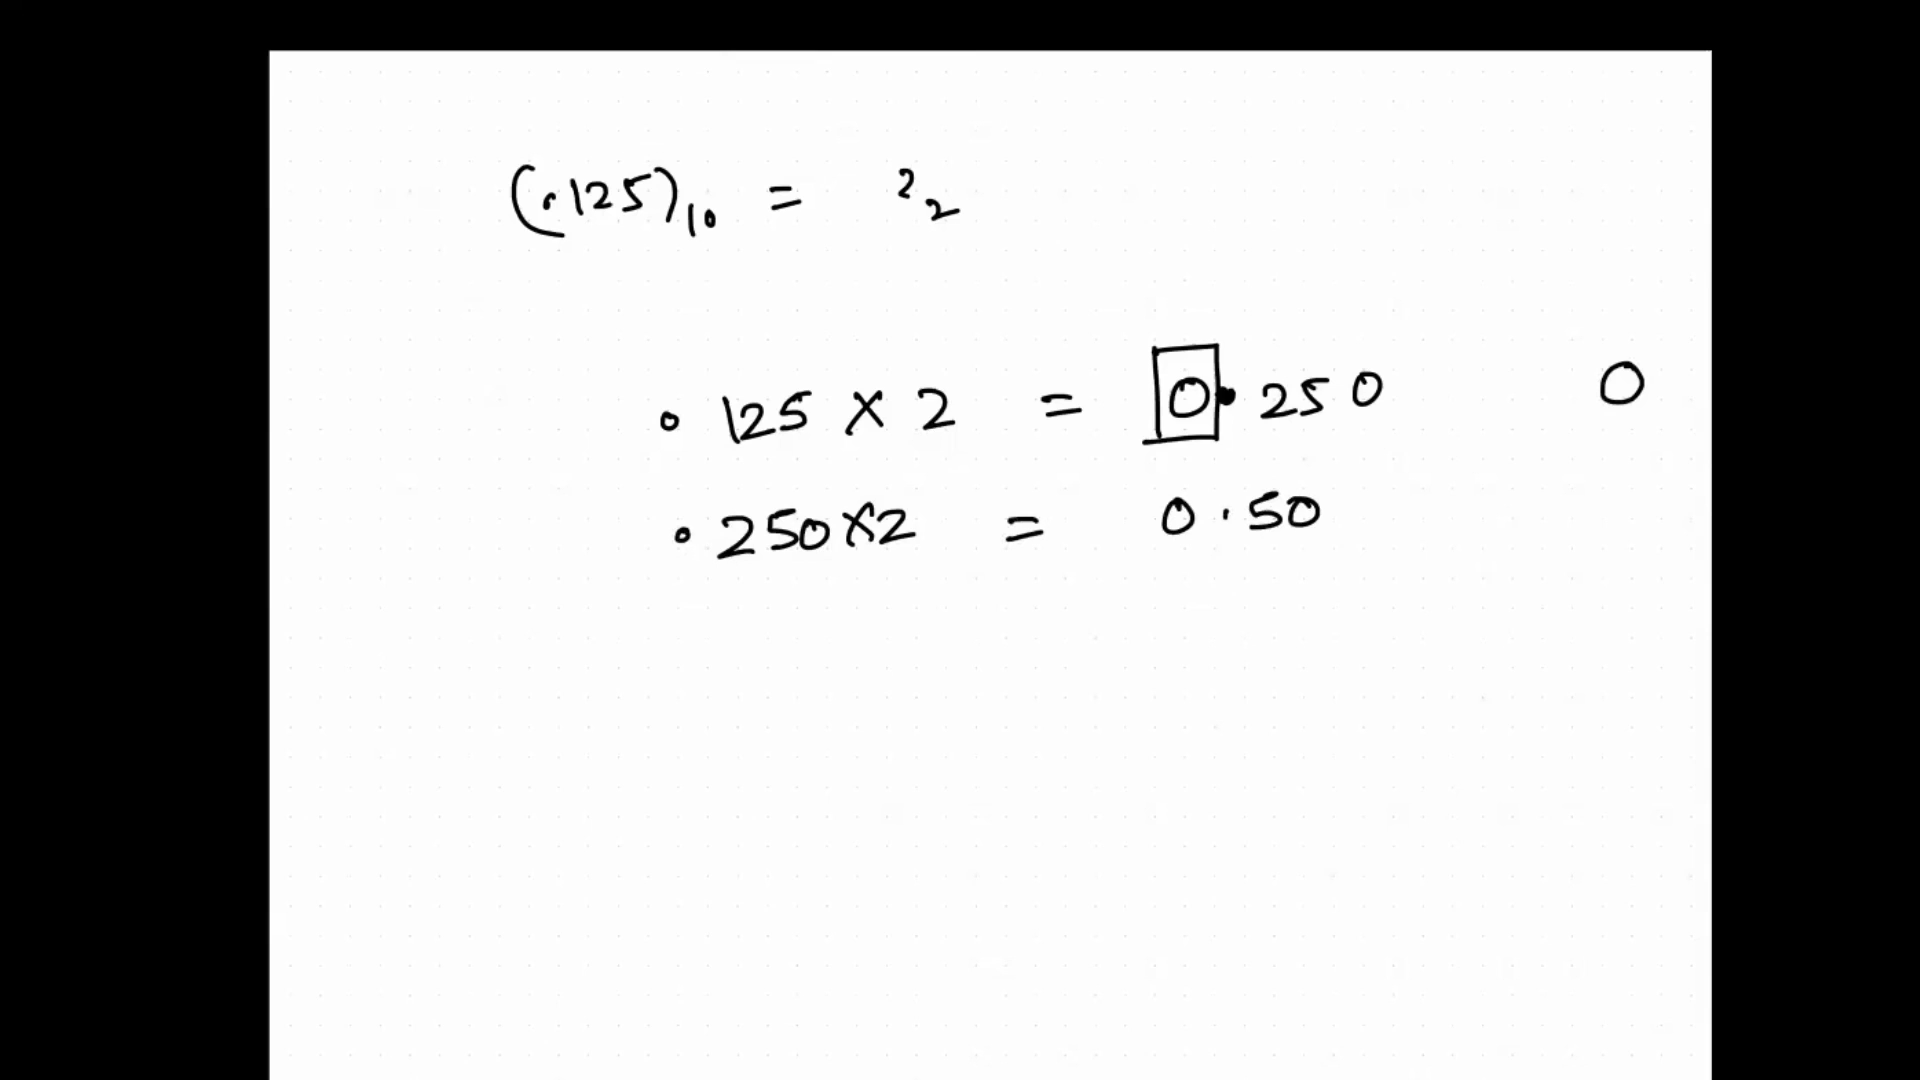 (.125)10 = ?2
.125 X 2 = 0.250 0
.250X2 = 0.50